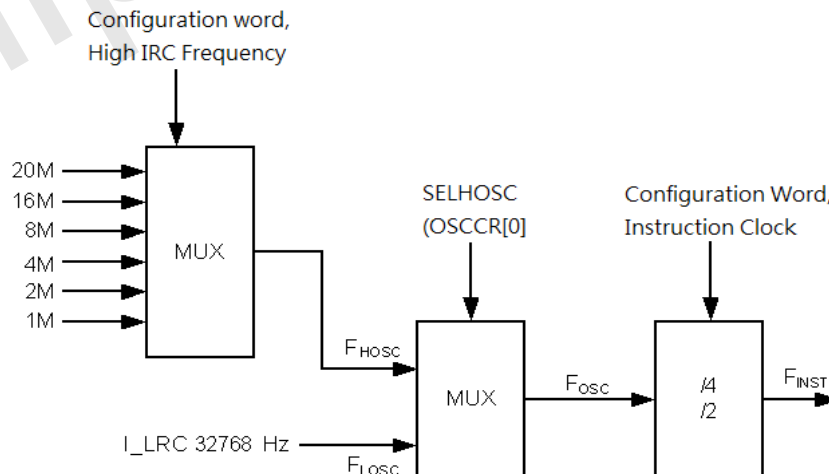 Configuration word,
High IRC Frequency
20M
16M
8M
4M
2M
1M
MUX
SELHOSC
(OSCCR[0]
Configuration Word,
Instruction Clock
FHOSC
MUX
FOSC
/4
/2
FINST
I_LRC 32768 Hz
FLOSC